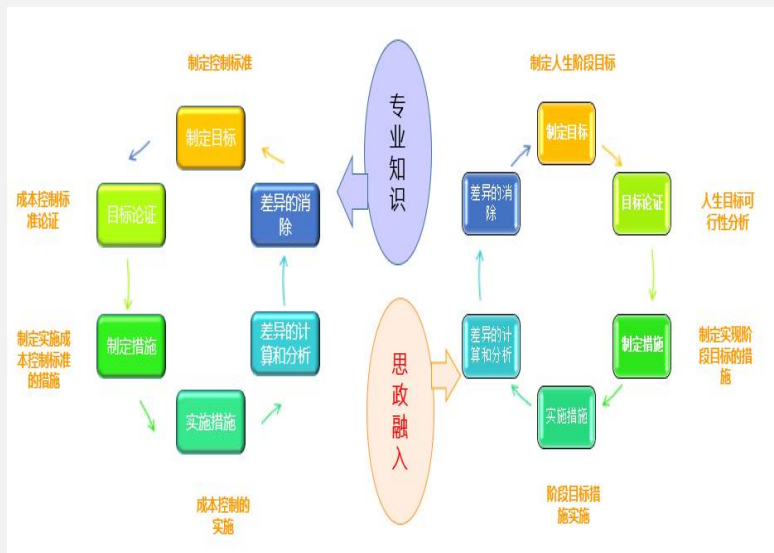 制定控制标准
制定目标
成本控制标
准论证
目标论证
差异的消
除
制定实施成
本控制标准
的措施
制定措施
差异的计
算和分析
实施措施
成本控制的
实施
专
业
知
识
思
政
融
入
制定人生阶段目标
制定目标
差异的消
除
目标论证
人生目标可
行性分析
差异的计
算和分析
制定措施
制定实现阶
段目标的措
施
实施措施
阶段目标措
施实施